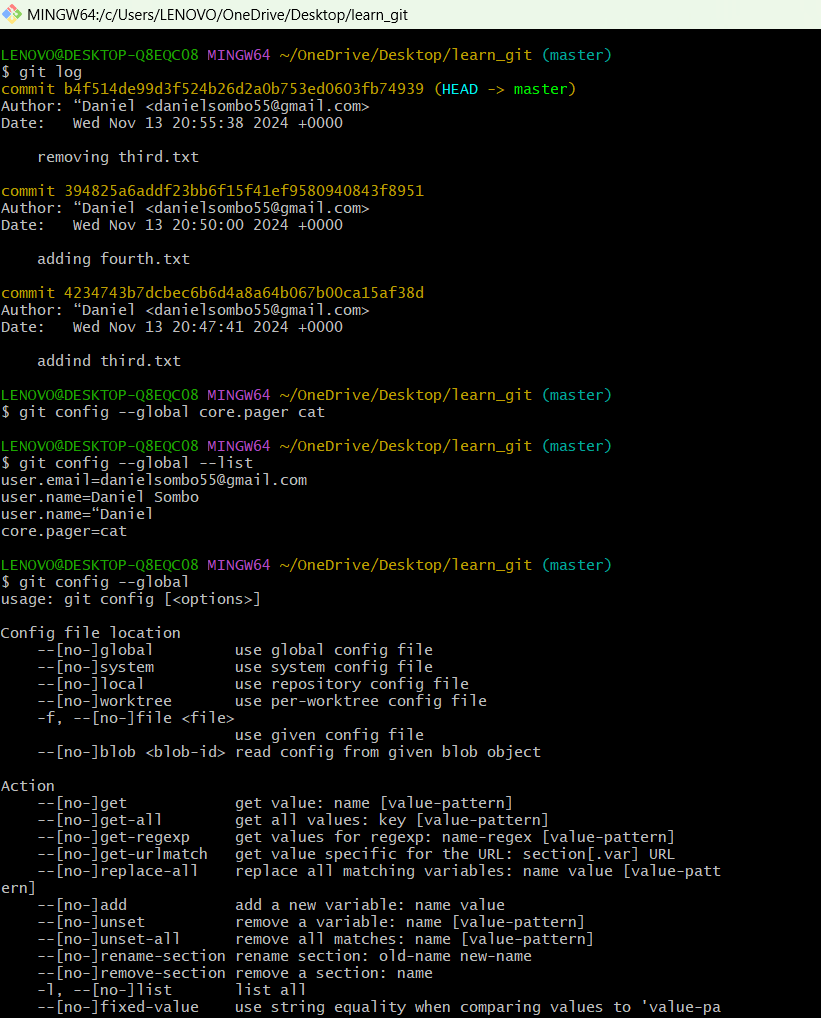 MINGW64:/c/Users/LENOVO/OneDrive/Desktop/learn_git
LENOVO@DESKTOP-Q8EQC08 MINGW64 ~/OneDrive/Desktop/learn_git (master)
$ git log
commit b4f514de99d3f524b26d2a0b753ed0603fb74939 (HEAD -> master)
Author: “Daniel <danielsombo55@gmail.com>
Date:   Wed Nov 13 20:55:38 2024 +0000
    removing third.txt
commit 394825a6addf23bb6f15f41ef9580940843f8951
Author: “Daniel <danielsombo55@gmail.com>
Date:   Wed Nov 13 20:50:00 2024 +0000
    adding fourth.txt
commit 4234743b7dcbec6b6d4a8a64b067b00ca15af38d
Author: “Daniel <danielsombo55@gmail.com>
Date:   Wed Nov 13 20:47:41 2024 +0000
    addind third.txt
LENOVO@DESKTOP-Q8EQC08 MINGW64 ~/OneDrive/Desktop/learn_git (master)
$ git config --global core.pager cat
LENOVO@DESKTOP-Q8EQC08 MINGW64 ~/OneDrive/Desktop/learn_git (master)
$ git config --global --list
user.email=danielsombo55@gmail.com
user.name=Daniel Sombo
user.name=“Daniel
core.pager=cat
LENOVO@DESKTOP-Q8EQC08 MINGW64 ~/OneDrive/Desktop/learn_git (master)
$ git config --global
usage: git config [<options>]
Config file location
    --[no-]global         use global config file
    --[no-]system         use system config file
    --[no-]local          use repository config file
    --[no-]worktree       use per-worktree config file
    -f, --[no-]file <file>
                          use given config file
    --[no-]blob <blob-id> read config from given blob object
Action
    --[no-]get            get value: name [value-pattern]
    --[no-]get-all        get all values: key [value-pattern]
    --[no-]get-regexp     get values for regexp: name-regex [value-pattern]
    --[no-]get-urlmatch   get value specific for the URL: section[.var] URL
    --[no-]replace-all    replace all matching variables: name value [value-patt
ern]
    --[no-]add            add a new variable: name value
    --[no-]unset          remove a variable: name [value-pattern]
    --[no-]unset-all      remove all matches: name [value-pattern]
    --[no-]rename-section rename section: old-name new-name
    --[no-]remove-section remove a section: name
    -l, --[no-]list       list all
    --[no-]fixed-value    use string equality when comparing values to 'value-pa